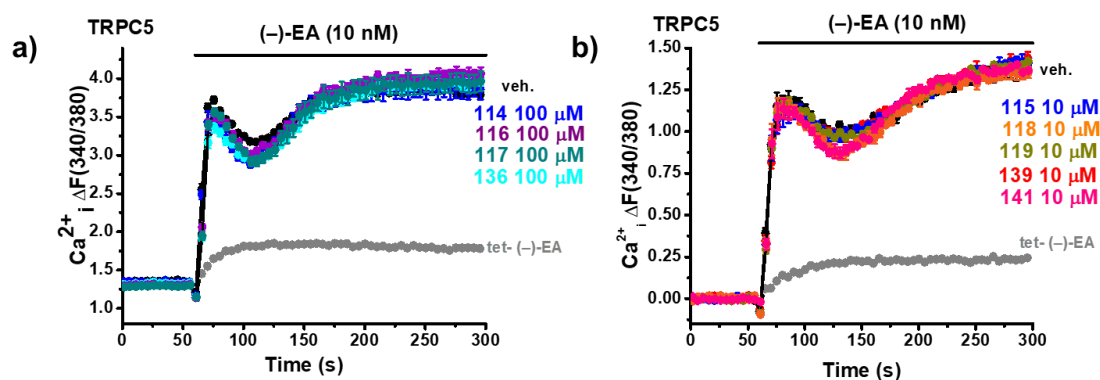 a)
TRPC5
(–)-EA (10 nM)
Ca2+i ΔF(340/380)
4.0
3.5
3.0
2.5
2.0
1.5
1.0
veh.
114 100 μM
116 100 μM
117 100 μM
136 100 μM
tet- (–)-EA
0 50 100 150 200 250 300
Time (s)
b)
TRPC5
(–)-EA (10 nM)
Ca2+i ΔF(340/380)
1.50
1.25
1.00
0.75
0.50
0.25
0.00
veh.
115 10 μM
118 10 μM
119 10 μM
139 10 μM
141 10 μM
tet- (–)-EA
0 50 100 150 200 250 300
Time (s)